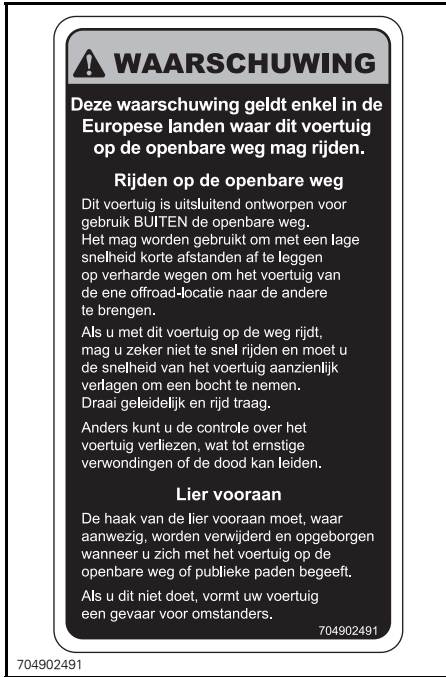 WAARSCHUWING
Deze waarschuwing geldt enkel in de
Europese landen waar dit voertuig
op de openbare weg mag rijden.
Rijden op de openbare weg
Dit voertuig is uitsluitend ontworpen voor
gebruik BUITEN de openbare weg.
Het mag worden gebruikt om met een lage
snelheid korte afstanden af te leggen
op verharde wegen om het voertuig van
de ene offroad-locatie naar de andere
te brengen.
Als u met dit voertuig op de weg rijdt,
mag u zeker niet te snel rijden en moet u
de snelheid van het voertuig aanzienlijk
verlagen om een bocht te nemen.
Draai geleidelijk en rijd traag.
Anders kunt u de controle over het
voertuig verliezen, wat tot ernstige
verwondingen of de dood kan leiden.
Lier vooraan
De haak van de lier vooraan moet, waar
aanwezig, worden verwijderd en opgeborgen
wanneer u zich met het voertuig op de
openbare weg of publieke paden begeeft.
Als u dit niet doet, vormt uw voertuig
een gevaar voor omstanders.
704902491
704902491